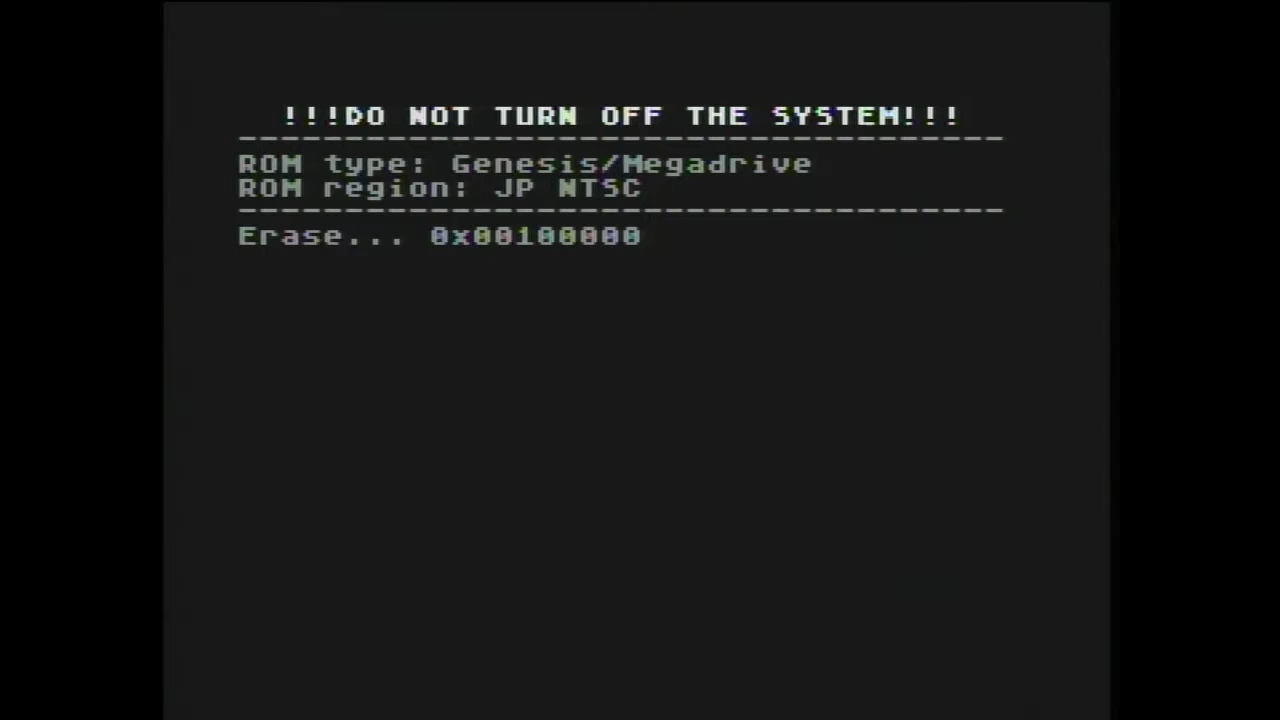 !!!DO NOT TURN OFF THE SYSTEM!!!
------------------------------------
ROM type: Genesis/Megadrive
ROM region: JP NTSC
------------------------------------
Erase... 0x00100000